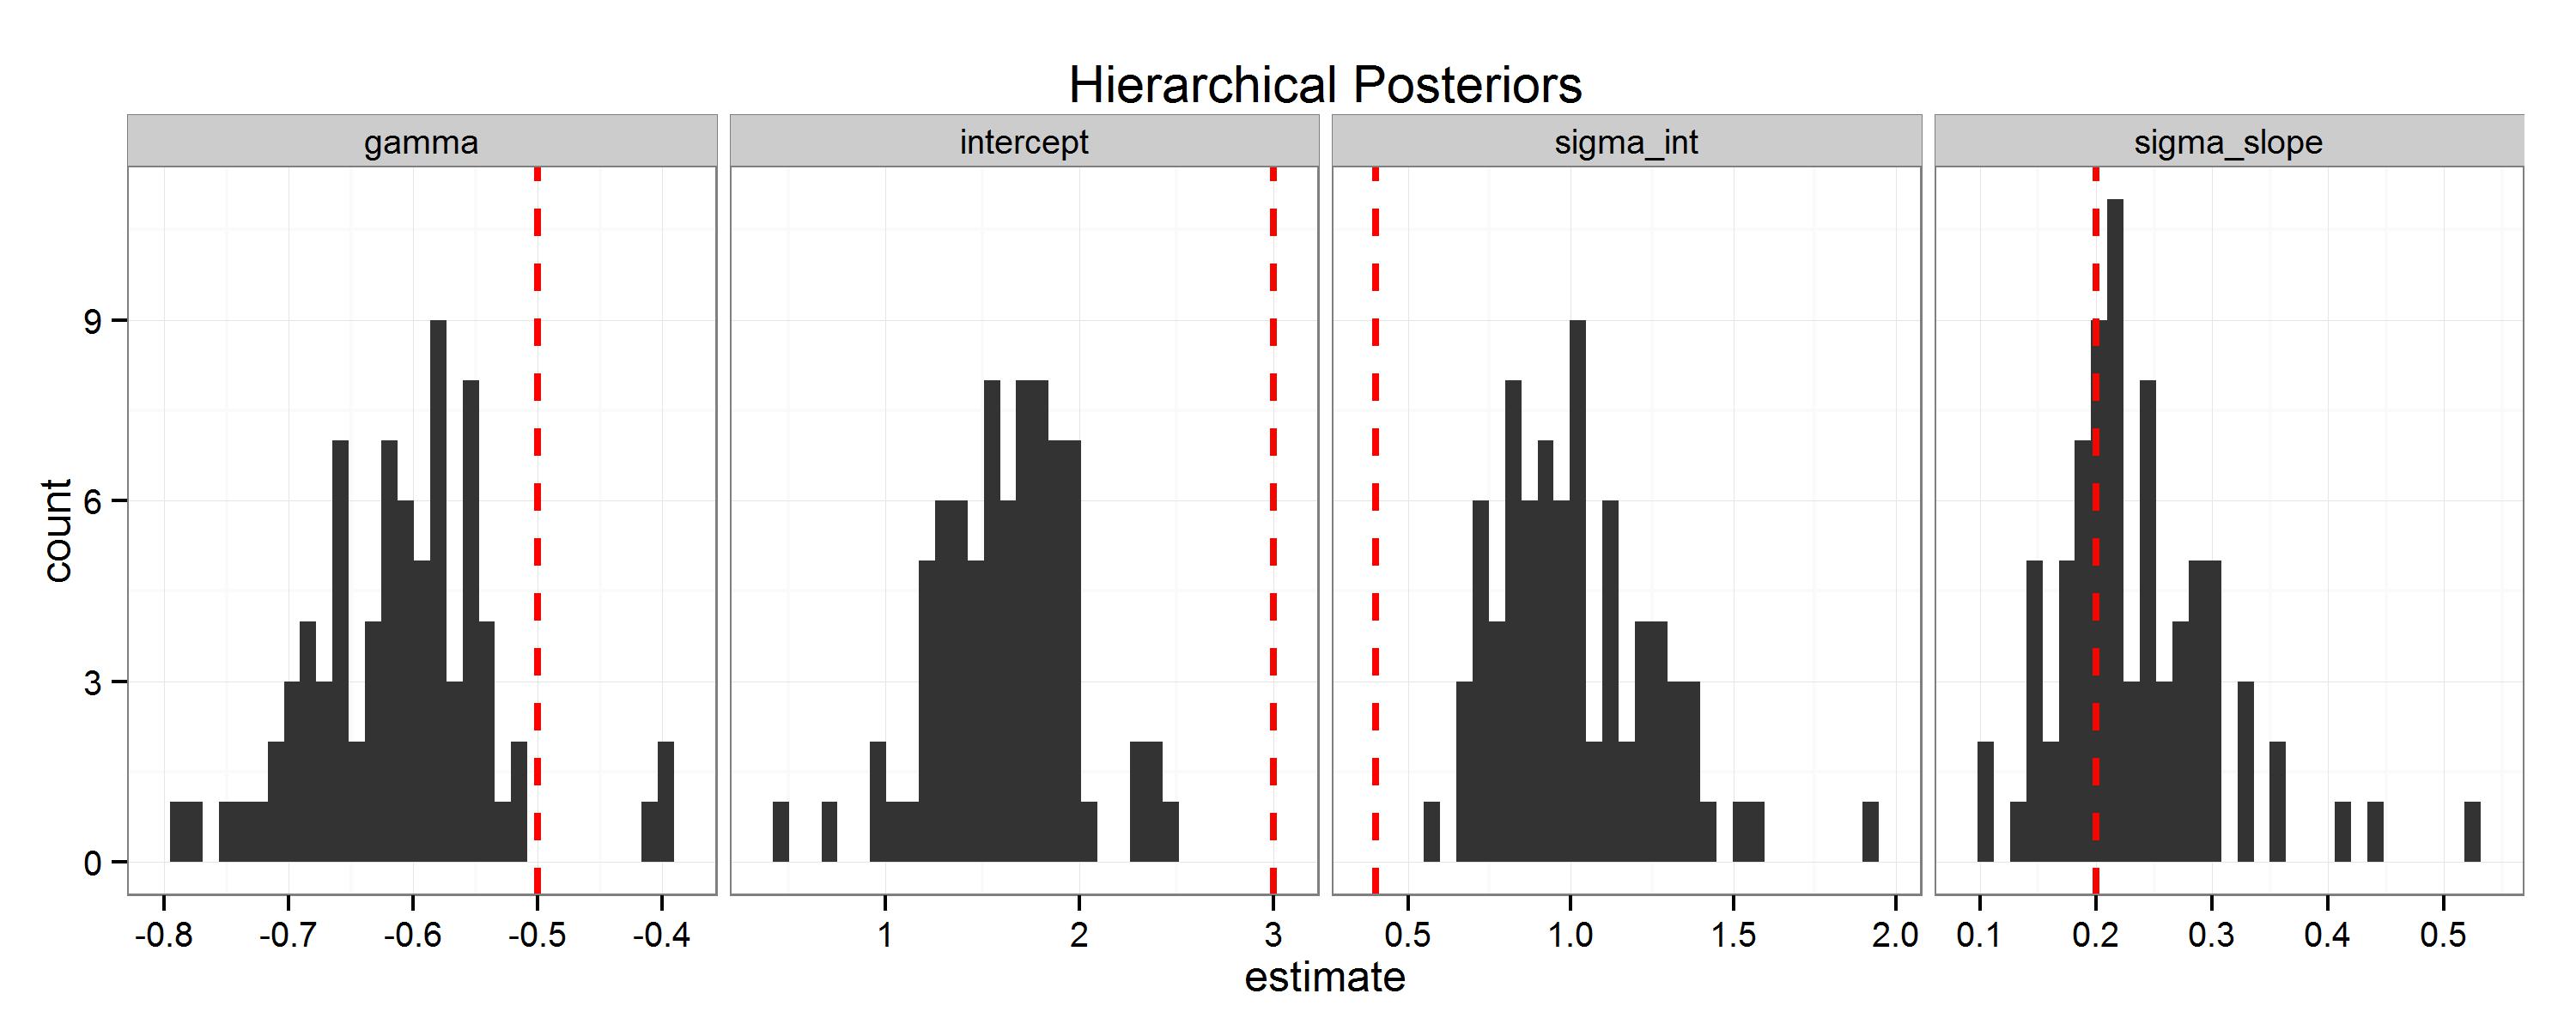 Hierarchical Posteriors
gamma intercept sigma_int sigma_slope
count
9
6
3
0
-0.8 -0.7 -0.6 -0.5 -0.4 1 2 3 0.5 1.0 1.5 2.0 0.1 0.2 0.3 0.4 0.5
estimate